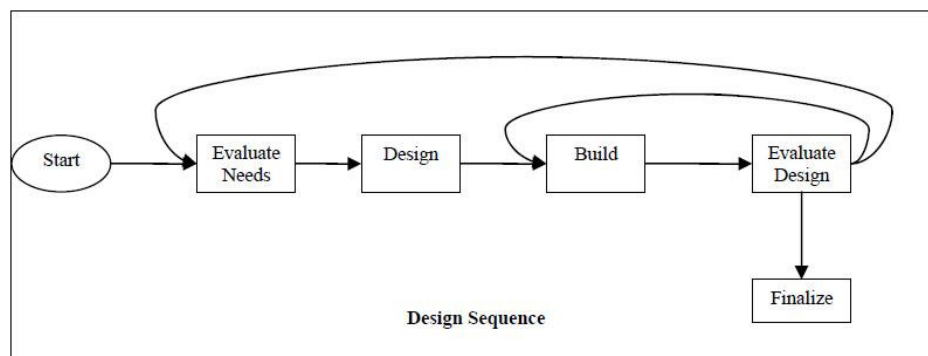 Start
Evaluate
Needs
Design
Build
Evaluate
Design
Finalize
Design Sequence